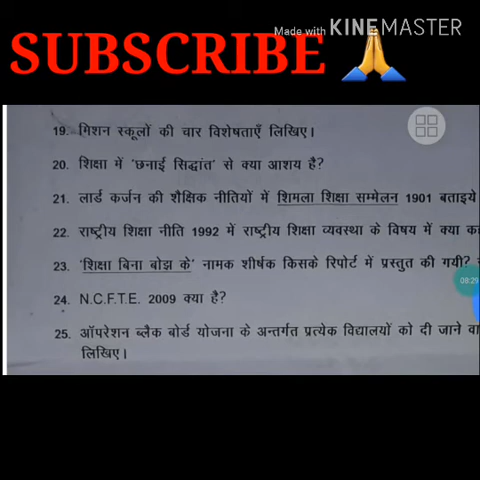 Made with KINEMASTER
SUBSCRIBE 🙏
19. मिशन स्कूलों की चार विशेषताएँ लिखिए।
20. शिक्षा में 'छनाई सिद्धांत' से क्या आशय है?
21. लार्ड कर्जन की शैक्षिक नीतियों में शिमला शिक्षा सम्मेलन 1901 बताइये
22. राष्ट्रीय शिक्षा नीति 1992 में राष्ट्रीय शिक्षा व्यवस्था के विषय में क्या
23. 'शिक्षा बिना बोझ के' नामक शीर्षक किसके रिपोर्ट में प्रस्तुत की गयी?
08:29
24. N.C.F.T.E. 2009 क्या है?
25. ऑपरेशन ब्लैक बोर्ड योजना के अन्तर्गत प्रत्येक विद्यालयों को दी जाने
लिखिए।